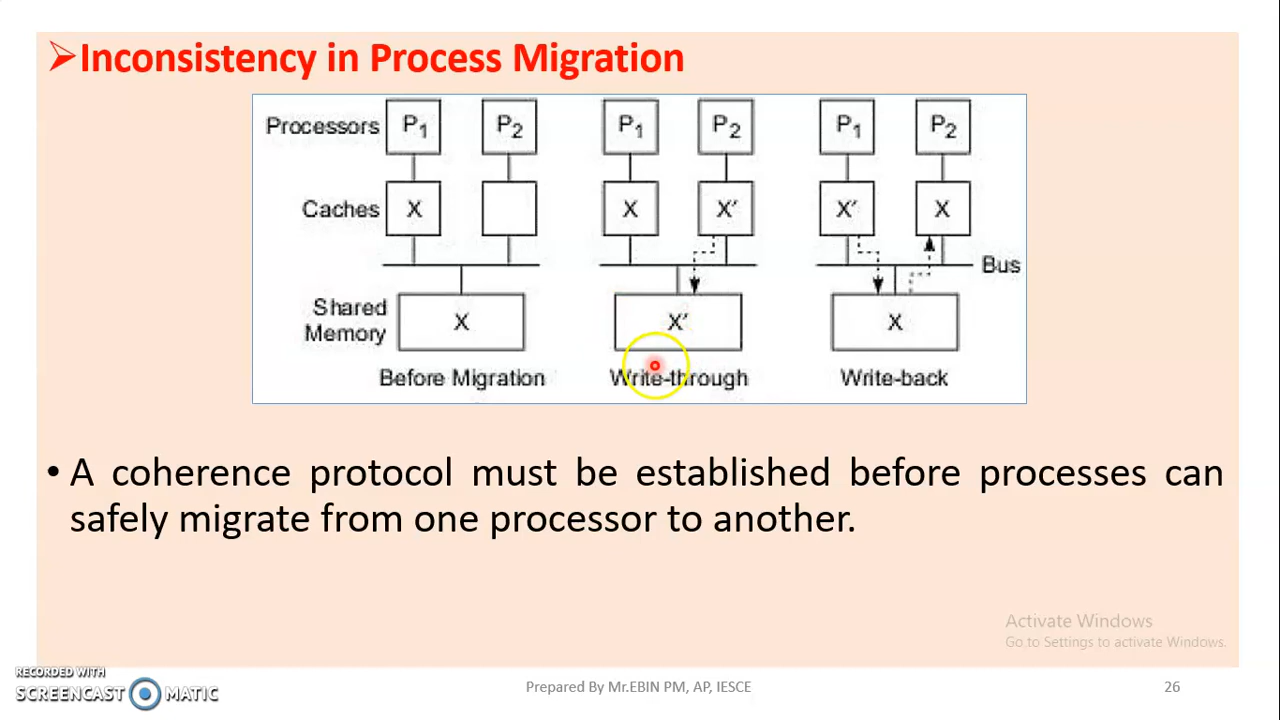 ➢Inconsistency in Process Migration
Processors P1 P2 P1 P2 P1 P2
Caches X X X' X' X
Bus
Shared
Memory X X' X
Before Migration Write-through Write-back
• A coherence protocol must be established before processes can
safely migrate from one processor to another.
Activate Windows
Go to Settings to activate Windows.
RECORDED WITH
SCREENCAST MATIC
Prepared By Mr.EBIN PM, AP, IESCE
26